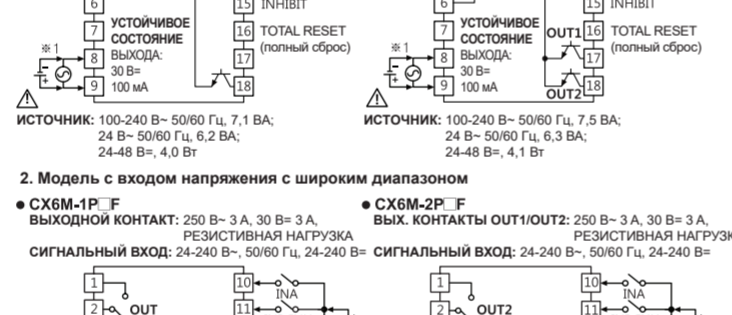 6
15 INHIBIT
7 УСТОЙЧИВОЕ
СОСТОЯНИЕ
ВЫХОДА:
30 В=
100 мА
16 TOTAL RESET
(полный сброс)
※1
8
17
9
18
ИСТОЧНИК: 100-240 В~ 50/60 Гц, 7,1 ВА;
24 В~ 50/60 Гц, 6,2 ВА;
24-48 В=, 4,0 Вт
6
15 INHIBIT
7 УСТОЙЧИВОЕ
СОСТОЯНИЕ
ВЫХОДА:
30 В=
100 мА
OUT1 16 TOTAL RESET
(полный сброс)
※1
8
17
9
OUT2 18
ИСТОЧНИК: 100-240 В~ 50/60 Гц, 7,5 ВА;
24 В~ 50/60 Гц, 6,3 ВА;
24-48 В=, 4,1 Вт
2. Модель с входом напряжения с широким диапазоном
● CX6M-1P□F
ВЫХОДНОЙ КОНТАКТ: 250 В~ 3 А, 30 В= 3 А,
РЕЗИСТИВНАЯ НАГРУЗКА
СИГНАЛЬНЫЙ ВХОД: 24-240 В~, 50/60 Гц, 24-240 В=
1
10
INA
2 OUT
11
● CX6M-2P□F
ВЫХ. КОНТАКТЫ OUT1/OUT2: 250 В~ 3 А, 30 В= 3 А,
РЕЗИСТИВНАЯ НАГРУЗК
СИГНАЛЬНЫЙ ВХОД: 24-240 В~, 50/60 Гц, 24-240 В=
1
10
INA
2 OUT2
11